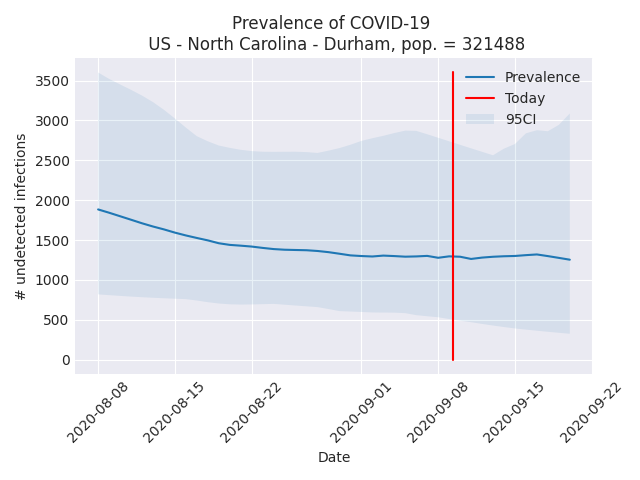 Prevalence of COVID-19
US - North Carolina - Durham, pop. = 321488
Prevalence
Today
95CI
# undetected infections
3500
3000
2500
2000
1500
1000
500
0
2020-08-08
2020-08-15
2020-08-22
2020-09-01
2020-09-08
2020-09-15
2020-09-22
Date